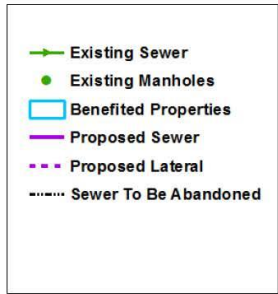 Existing Sewer
Existing Manholes
Benefited Properties
Proposed Sewer
Proposed Lateral
Sewer To Be Abandoned